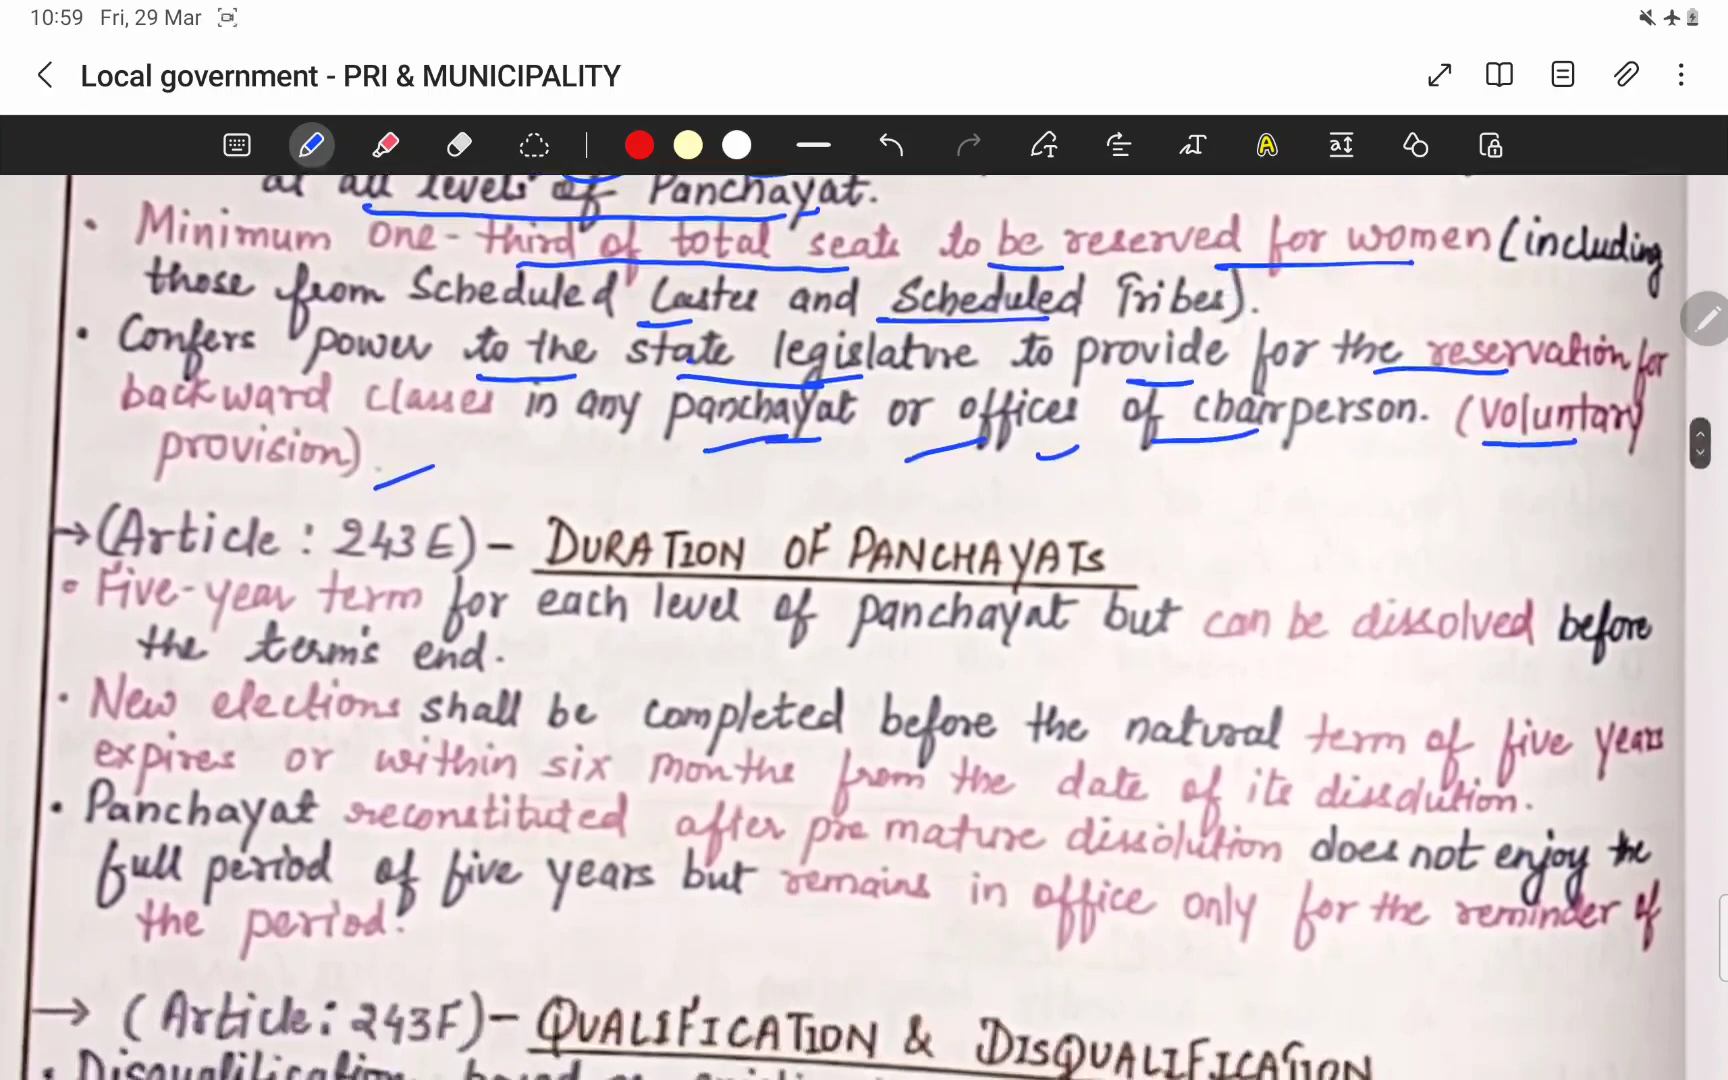 10:59 Fri, 29 Mar
Local government - PRI & MUNICIPALITY
at all levels of Panchayat.
• Minimum one-third of total seats to be reserved for women (including
those from Scheduled Castes and Scheduled Tribes).
• Confers power to the state legislature to provide for the reservation for
backward classes in any panchayat or offices of chairperson. (voluntary
provision).
→ (Article : 243E) - DURATION OF PANCHAYATS
• Five-year term for each level of panchayat but can be dissolved before
the term's end.
• New elections shall be completed before the natural term of five years
expires or within six months from the date of its dissolution.
• Panchayat reconstituted after pre mature dissolution does not enjoy the
full period of five years but remains in office only for the reminder of
the period.
→ (Article : 243F) - QUALIFICATION & DISQUALIFICATION
• Disqualification based